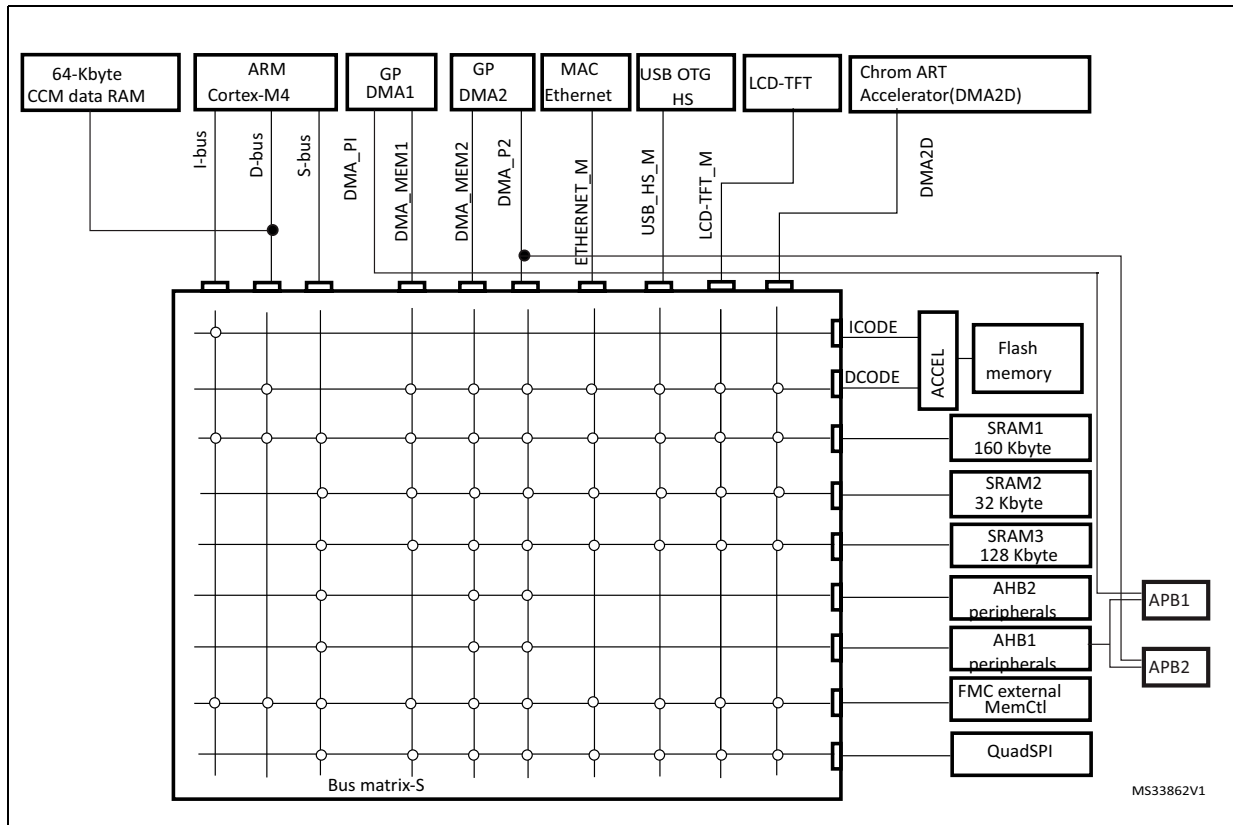 64-Kbyte
CCM data RAM
ARM
Cortex-M4
GP
DMA1
GP
DMA2
MAC
Ethernet
USB OTG
HS
LCD-TFT
Chrom ART
Accelerator(DMA2D)
I-bus
D-bus
S-bus
DMA_PI
DMA_MEM1
DMA_MEM2
DMA_P2
ETHERNET_M
USB_HS_M
LCD-TFT_M
DMA2D
ICODE
DCODE
ACCEL
Flash
memory
SRAM1
160 Kbyte
SRAM2
32 Kbyte
SRAM3
128 Kbyte
AHB2
peripherals
AHB1
peripherals
APB1
APB2
FMC external
MemCtl
QuadSPI
Bus matrix-S
MS33862V1